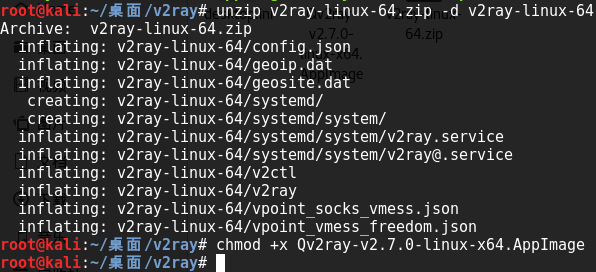 root@kali:~/桌面/v2ray# unzip v2ray-linux-64.zip -d v2ray-linux-64
Archive:  v2ray-linux-64.zip
  inflating: v2ray-linux-64/config.json
  inflating: v2ray-linux-64/geoip.dat
  inflating: v2ray-linux-64/geosite.dat
   creating: v2ray-linux-64/systemd/
   creating: v2ray-linux-64/systemd/system/
  inflating: v2ray-linux-64/systemd/system/v2ray.service
  inflating: v2ray-linux-64/systemd/system/v2ray@.service
  inflating: v2ray-linux-64/v2ctl
  inflating: v2ray-linux-64/v2ray
  inflating: v2ray-linux-64/vpoint_socks_vmess.json
  inflating: v2ray-linux-64/vpoint_vmess_freedom.json
root@kali:~/桌面/v2ray# chmod +x Qv2ray-v2.7.0-linux-x64.AppImage
root@kali:~/桌面/v2ray#